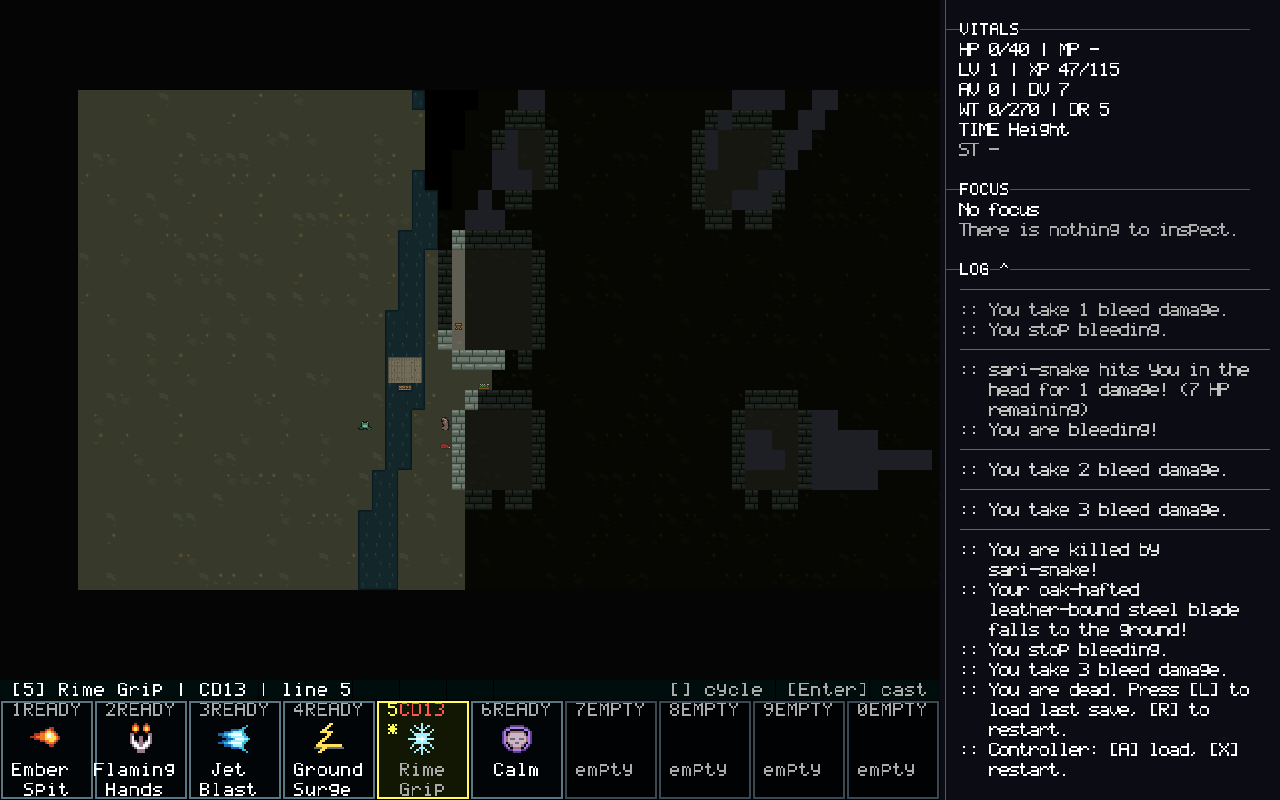 VITALS
HP 0/40 | MP -
LV 1 | XP 47/115
AV 0 | DV 7
WT 0/270 | DR 5
TIME Height
ST -
FOCUS
No focus
There is nothing to inspect.
LOG ^
:: You take 1 bleed damage.
:: You stop bleeding.
:: sari-snake hits you in the
head for 1 damage! (7 HP
remaining)
:: You are bleeding!
:: You take 2 bleed damage.
:: You take 3 bleed damage.
:: You are killed by
sari-snake!
:: Your oak-hafted
leather-bound steel blade
falls to the ground!
:: You stop bleeding.
:: You take 3 bleed damage.
:: You are dead. Press [L] to
load last save, [R] to
restart.
:: Controller: [A] load, [X]
restart.
[5] Rime Grip | CD13 | line 5
[] cycle [Enter] cast
1READY
Ember
Spit
2READY
Flaming
Hands
3READY
Jet
Blast
4READY
Ground
Surge
5CD13
*
Rime
Grip
6READY
Calm
7EMPTY
empty
8EMPTY
empty
9EMPTY
empty
0EMPTY
empty